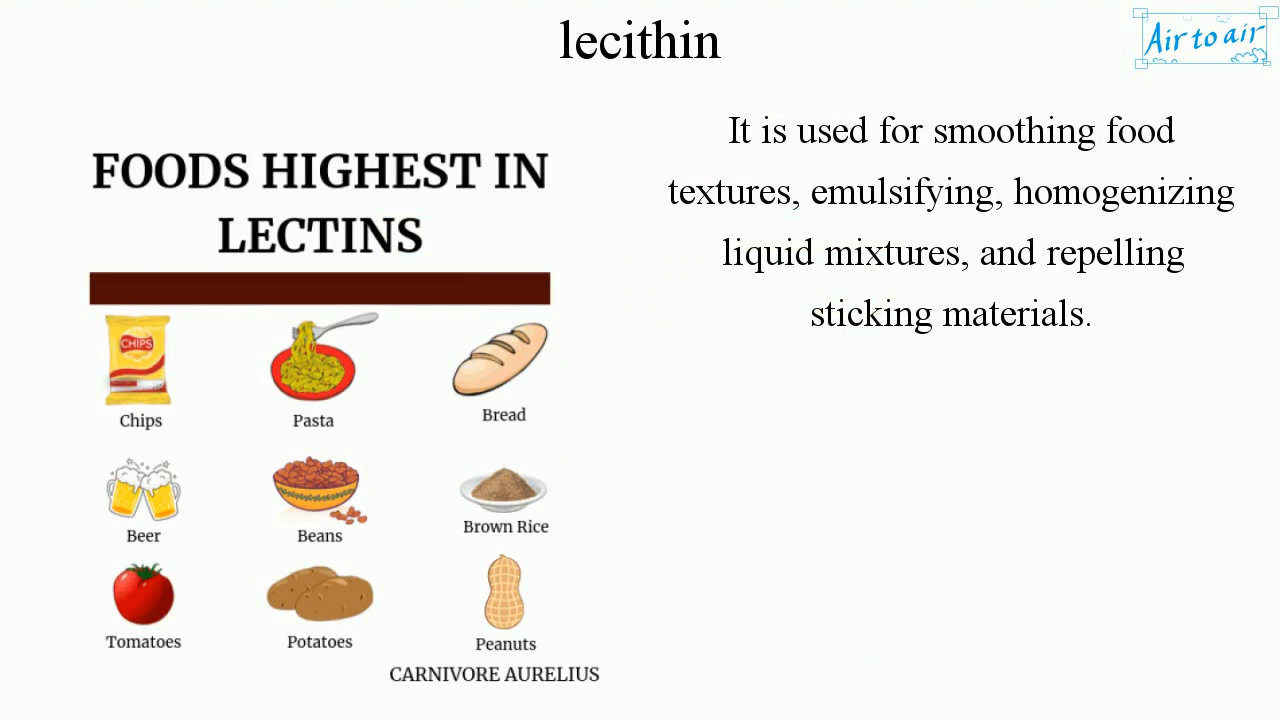 lecithin
Air to air
FOODS HIGHEST IN
LECTINS
CHIPS
Chips
Pasta
Bread
Beer
Beans
Brown Rice
Tomatoes
Potatoes
Peanuts
CARNIVORE AURELIUS
It is used for smoothing food
textures, emulsifying, homogenizing
liquid mixtures, and repelling
sticking materials.